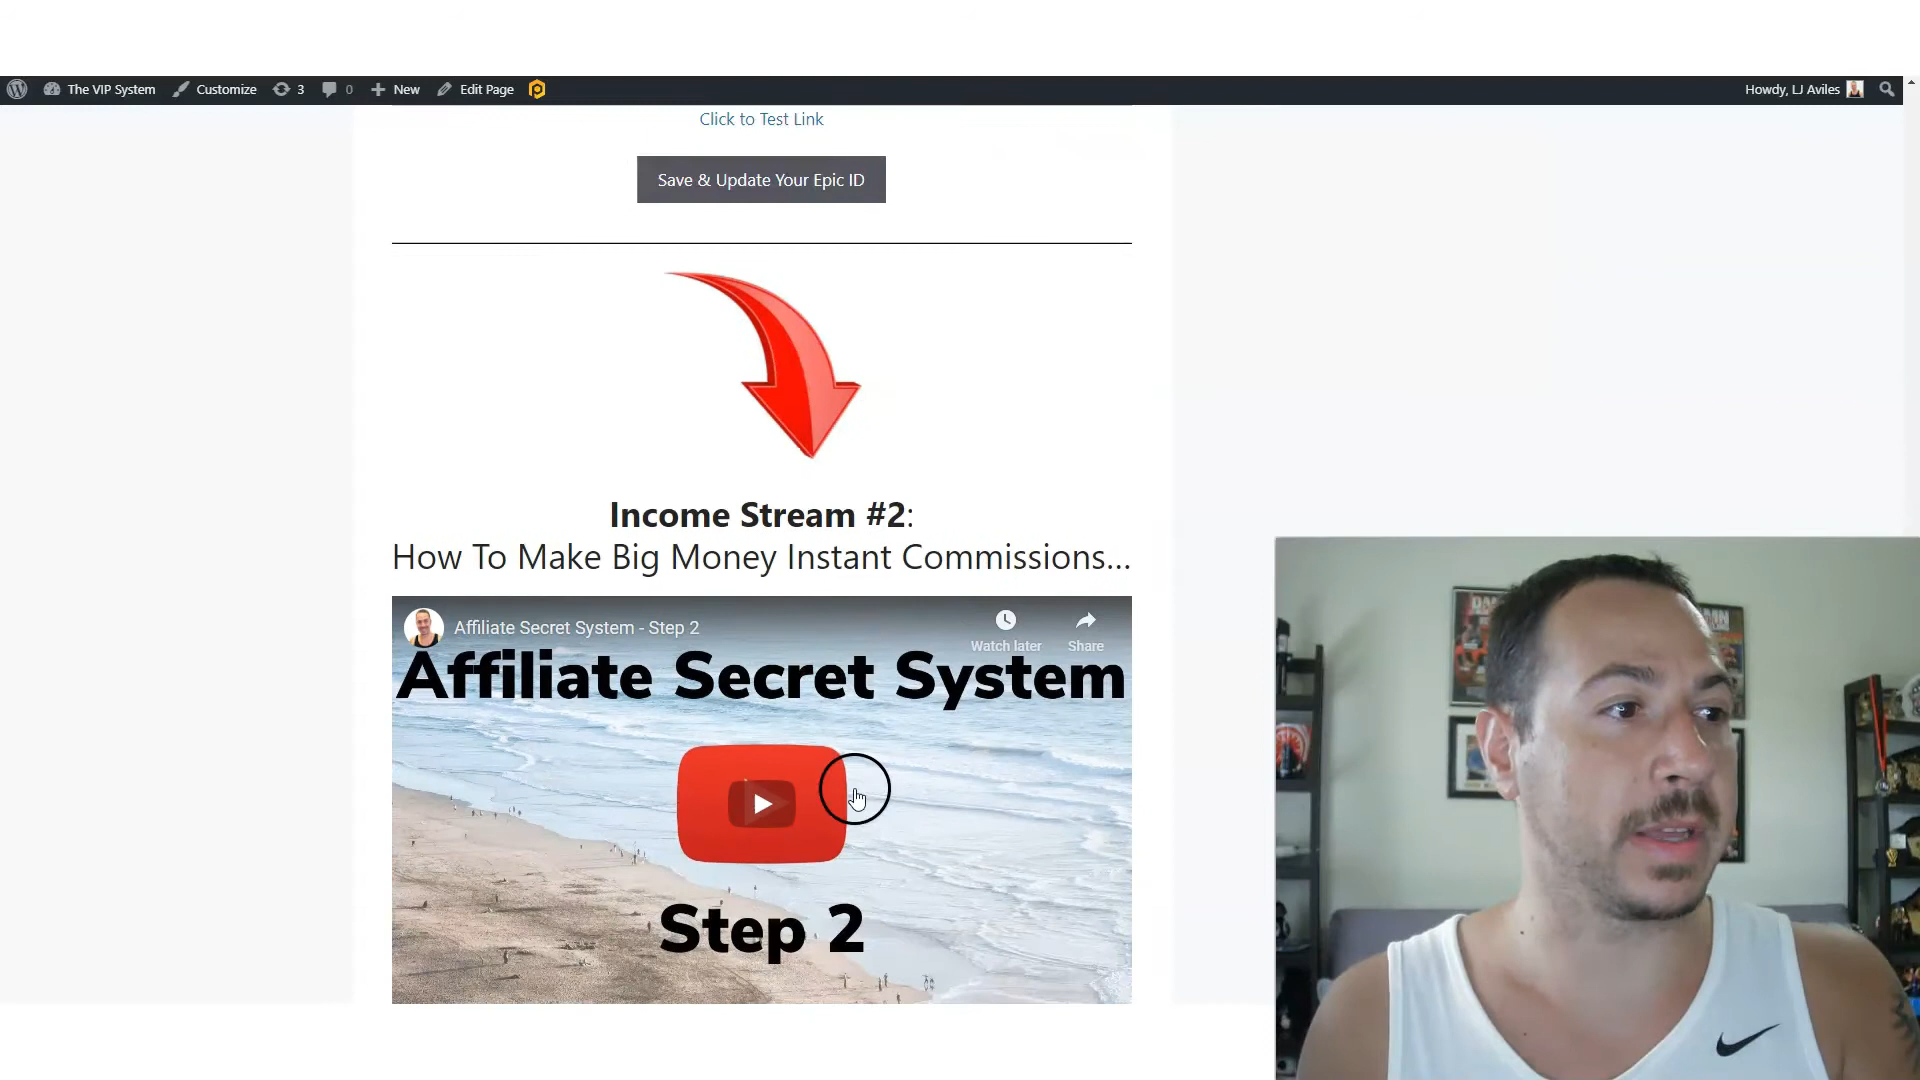 The VIP System Customize 3 0 New Edit Page Howdy, LJ Aviles
Click to Test Link
Save & Update Your Epic ID
Income Stream #2:
How To Make Big Money Instant Commissions...
Affiliate Secret System - Step 2
Watch later Share
Affiliate Secret System
Step 2